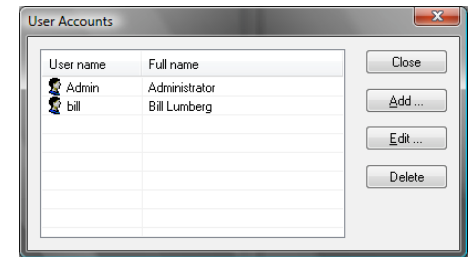 User Accounts
User name Full name
Admin Administrator
bill Bill Lumberg
Close
Add ...
Edit ...
Delete